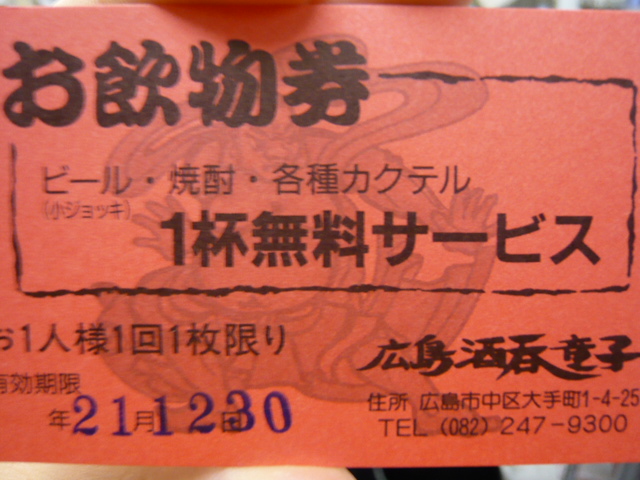 お飲物券
ビール・焼酎・各種カクテル
(小ジョッキ)
1杯無料サービス
お1人様1回1枚限り
有効期限
年21月12日30
広島酒呑童子
住所 広島市中区大手町1-4-25
TEL (082) 247-9300